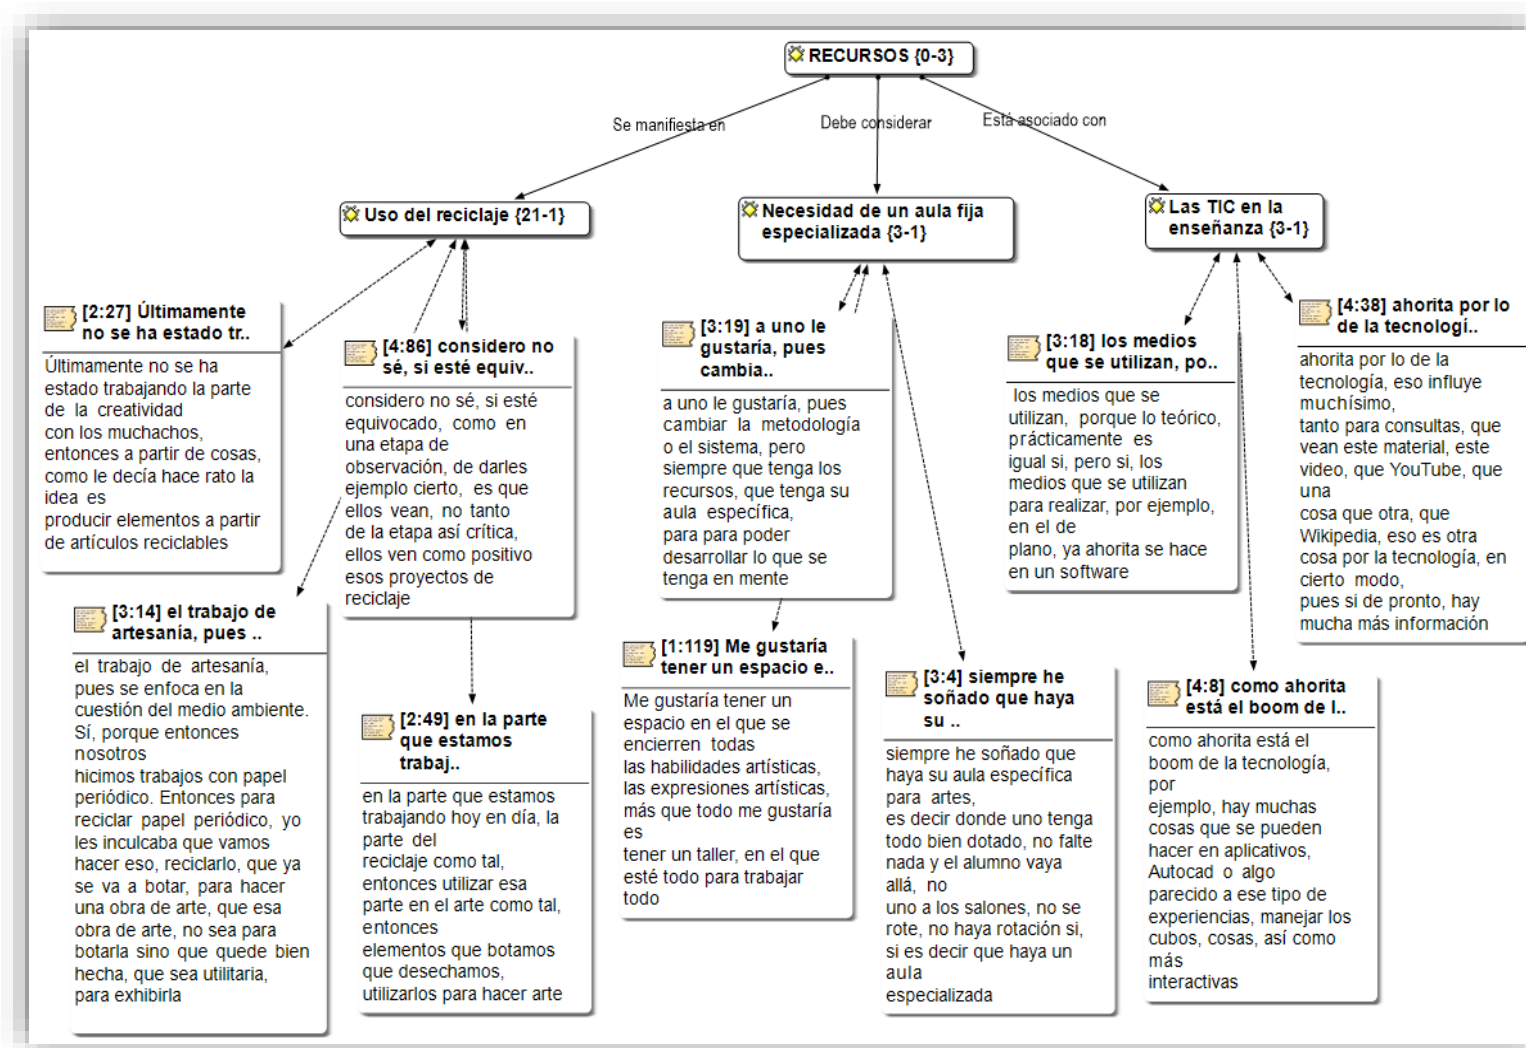 RECURSOS {0-3}
Se manifiesta en
Debe considerar
Está asociado con
Uso del reciclaje {21-1}
Necesidad de un aula fija
especializada {3-1}
Las TIC en la
enseñanza {3-1}
[2:27] Últimamente
no se ha estado tr..
Últimamente no se ha
estado trabajando la parte
de la creatividad
con los muchachos,
entonces a partir de cosas,
como le decía hace rato la
idea es
producir elementos a partir
de artículos reciclables
[4:86] considero no
sé, si esté equiv..
considero no sé, si esté
equivocado, como en
una etapa de
observación, de darles
ejemplo cierto, es que
ellos vean, no tanto
de la etapa así crítica,
ellos ven como positivo
esos proyectos de
reciclaje
[3:19] a uno le
gustaría, pues
cambia..
a uno le gustaría, pues
cambiar la metodología
o el sistema, pero
siempre que tenga los
recursos, que tenga su
aula específica,
para para poder
desarrollar lo que se
tenga en mente
[3:18] los medios
que se utilizan, po..
los medios que se
utilizan, porque lo teórico,
prácticamente es
igual si, pero si, los
medios que se utilizan
para realizar, por ejemplo,
en el de
plano, ya ahorita se hace
en un software
[4:38] ahorita por lo
de la tecnologí..
ahorita por lo de la
tecnología, eso influye
muchísimo,
tanto para consultas, que
vean este material, este
video, que YouTube, que
una
cosa que otra, que
Wikipedia, eso es otra
cosa por la tecnología, en
cierto modo,
pues si de pronto, hay
mucha más información
[3:14] el trabajo de
artesanía, pues ..
el trabajo de artesanía,
pues se enfoca en la
cuestión del medio ambiente.
Sí, porque entonces
nosotros
hicimos trabajos con papel
periódico. Entonces para
reciclar papel periódico, yo
les inculcaba que vamos
hacer eso, reciclarlo, que ya
se va a botar, para hacer
una obra de arte, que esa
obra de arte, no sea para
botarla sino que quede bien
hecha, que sea utilitaria,
para exhibirla
[2:49] en la parte
que estamos
trabaj..
en la parte que estamos
trabajando hoy en día, la
parte del
reciclaje como tal,
entonces utilizar esa
parte en el arte como tal,
entonces
elementos que botamos
que desechamos,
utilizarlos para hacer arte
[1:119] Me gustaría
tener un espacio e..
Me gustaría tener un
espacio en el que se
encierren todas
las habilidades artísticas,
las expresiones artísticas,
más que todo me gustaría
es
tener un taller, en el que
esté todo para trabajar
todo
[3:4] siempre he
soñado que haya
su ..
siempre he soñado que
haya su aula específica
para artes,
es decir donde uno tenga
todo bien dotado, no falte
nada y el alumno vaya
allá, no
uno a los salones, no se
rote, no haya rotación si,
si es decir que haya un
aula
especializada
[4:8] como ahorita
está el boom de l..
como ahorita está el
boom de la tecnología,
por
ejemplo, hay muchas
cosas que se pueden
hacer en aplicativos,
Autocad o algo
parecido a ese tipo de
experiencias, manejar los
cubos, cosas, así como
más
interactivas